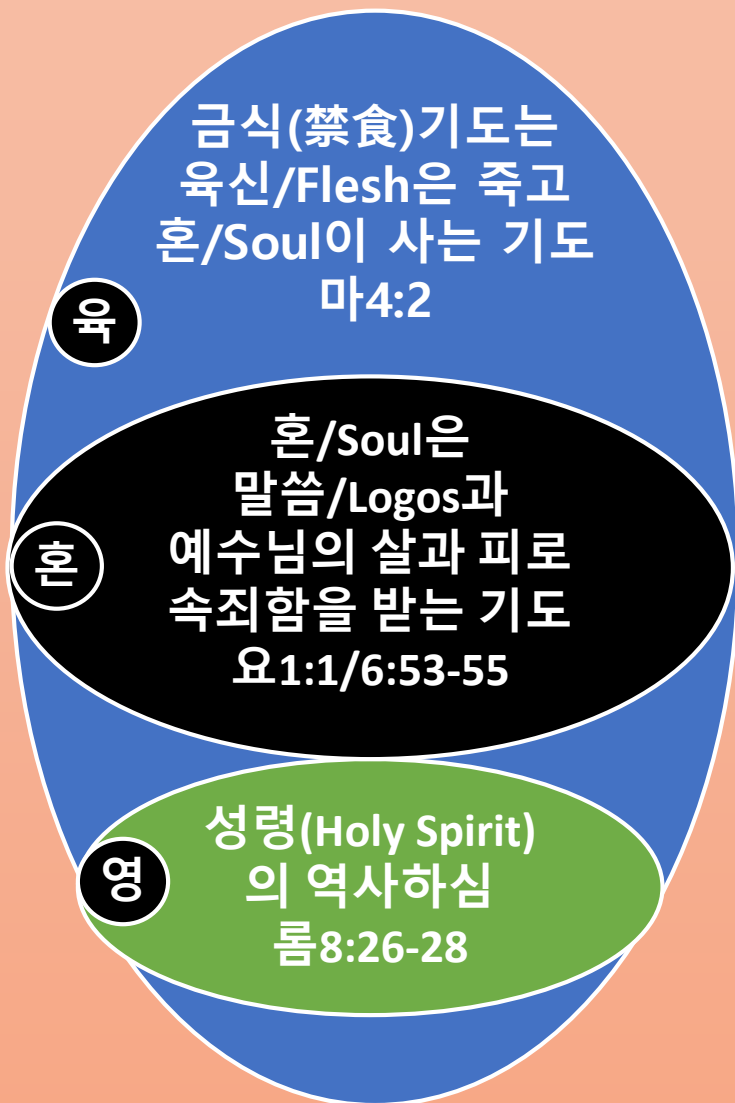 금식(禁食)기도는
육신/Flesh은 죽고
혼/Soul이 사는 기도
마4:2
육
혼/Soul은
말씀/Logos과
예수님의 살과 피로
속죄함을 받는 기도
요1:1/6:53-55
혼
성령(Holy Spirit)
의 역사하심
롬8:26-28
영